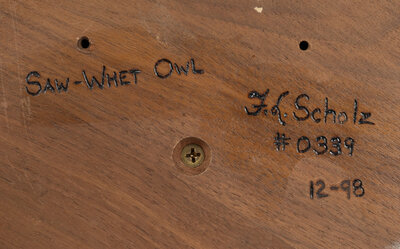 SAW-WHET OWL
F.J. Scholz
#0339
12-98